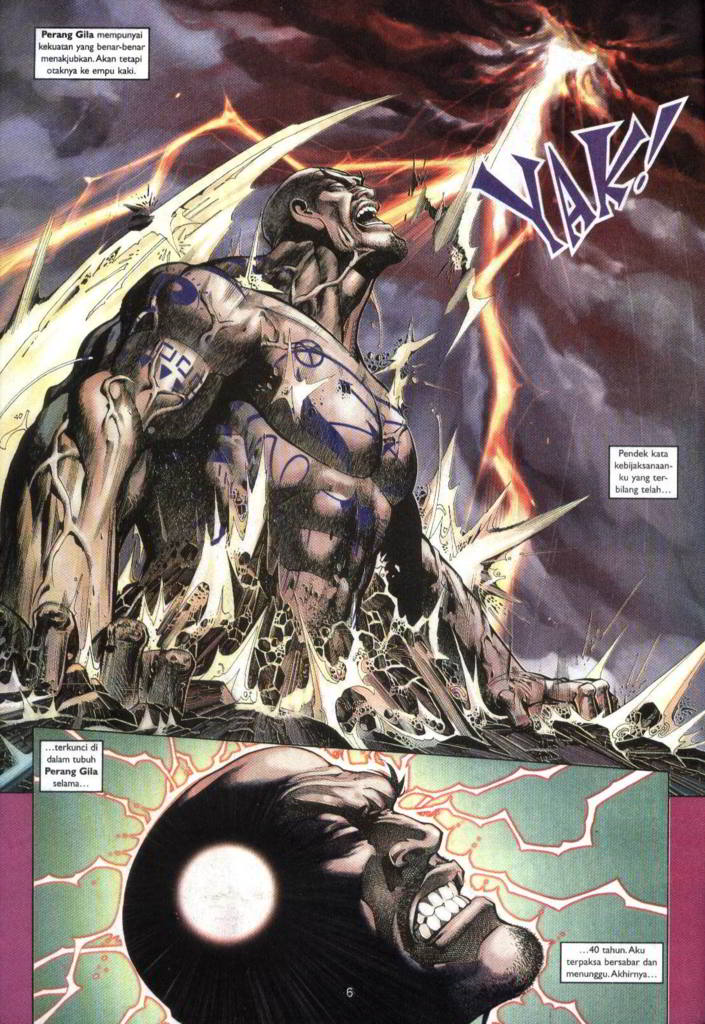 Perang Gila mempunyai
kekuatan yang benar-benar
menakjubkan. Akan tetapi
otaknya ke empu kaki.
YAK!
Pendek kata
kebijaksanaan-
ku yang ter-
bilang telah...
...terkunci di
dalam tubuh
Perang Gila
selama...
...40 tahun. Aku
terpaksa bersabar dan
menunggu. Akhirnya...
6